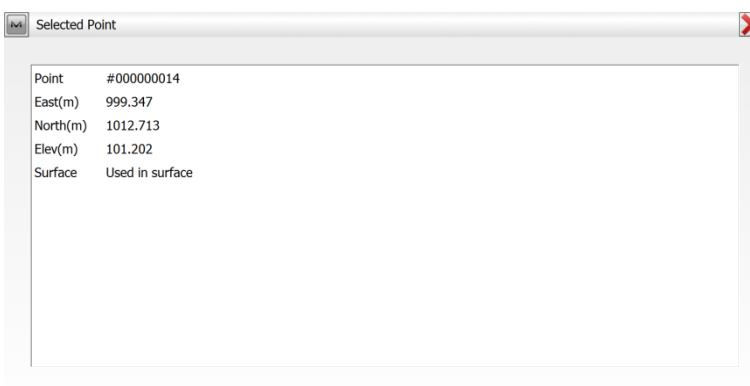 Selected Point
Point #000000014
East(m) 999.347
North(m) 1012.713
Elev(m) 101.202
Surface Used in surface